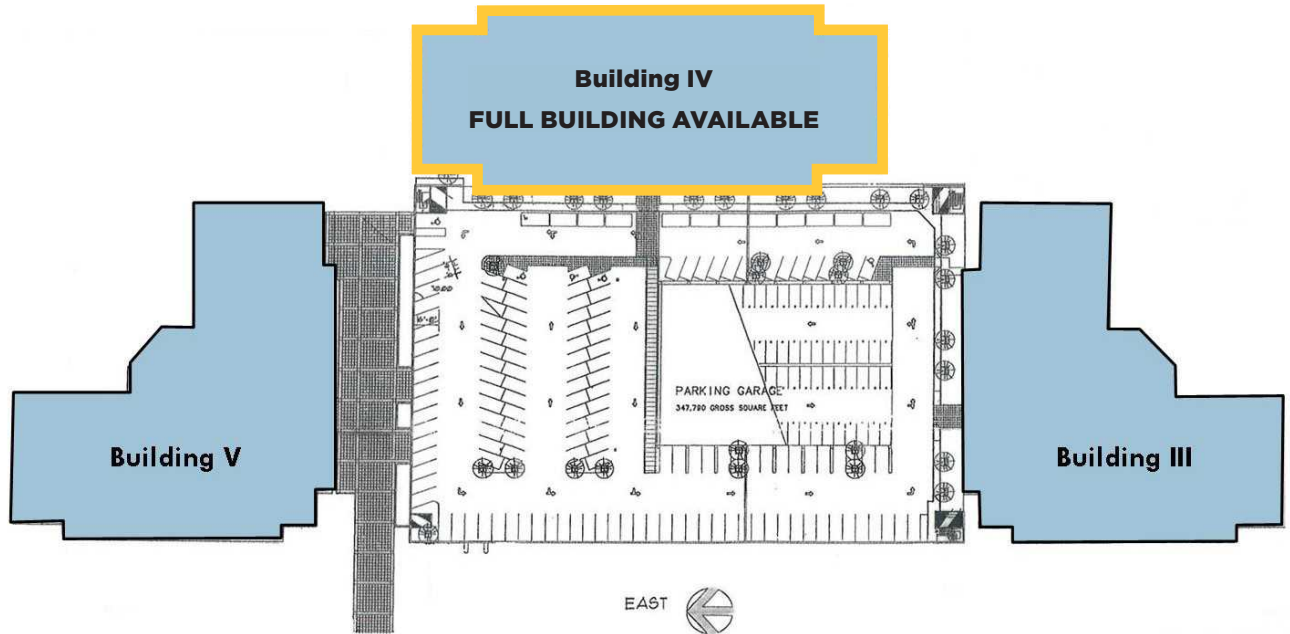 Building IV
FULL BUILDING AVAILABLE
PARKING GARAGE
347,790 GROSS SQUARE FEET
Building V
Building III
EAST